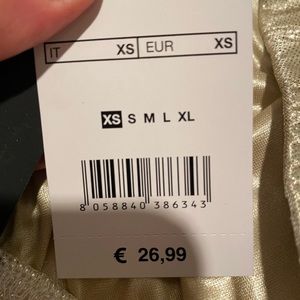 IT XS EUR XS
XS S M L XL
8 058840 386343
€ 26,99